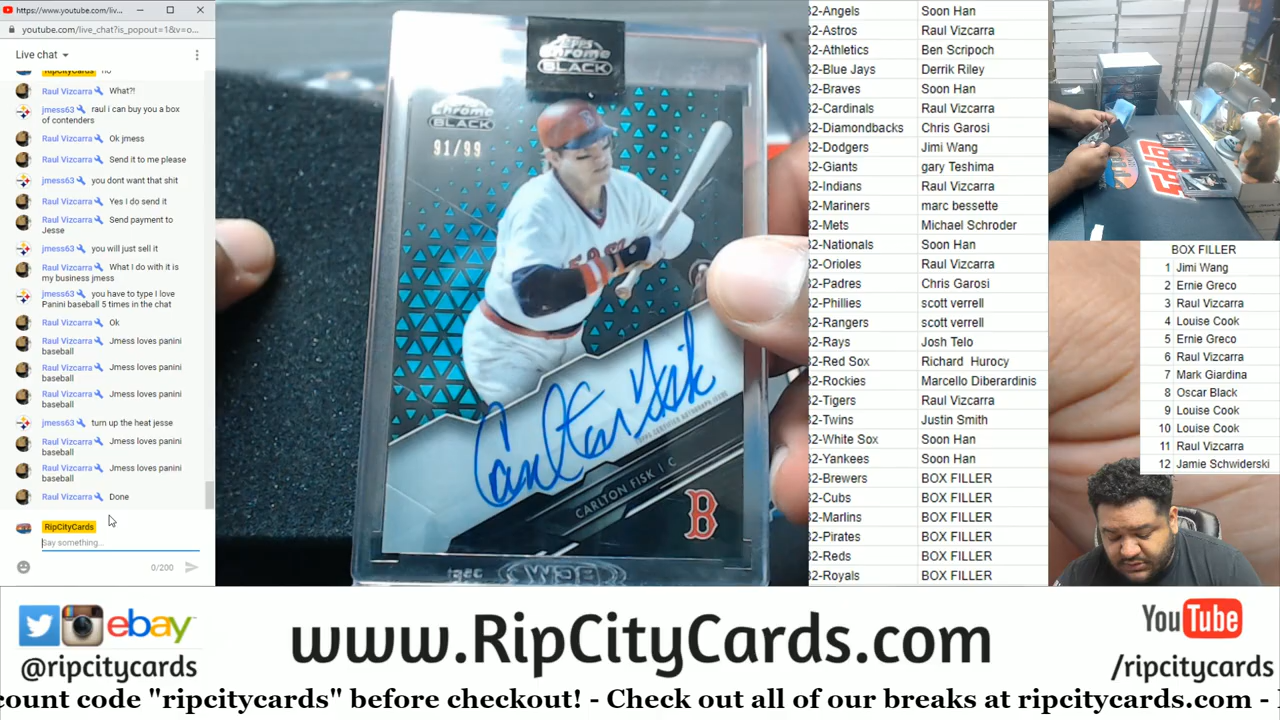 https://www.youtube.com/liv...
youtube.com/live_chat?is_popout=1&v=o...
Live chat
RipCityCards no
Raul Vizcarra What?!
jmess63 raul i can buy you a box
of contenders
Raul Vizcarra Ok jmess
Raul Vizcarra Send it to me please
jmess63 you dont want that shit
Raul Vizcarra Yes I do send it
Raul Vizcarra Send payment to
Jesse
jmess63 you will just sell it
Raul Vizcarra What I do with it is
my business jmess
jmess63 you have to type I love
Panini baseball 5 times in the chat
Raul Vizcarra Ok
Raul Vizcarra Jmess loves panini
baseball
Raul Vizcarra Jmess loves panini
baseball
Raul Vizcarra Jmess loves panini
baseball
jmess63 turn up the heat jesse
Raul Vizcarra Jmess loves panini
baseball
Raul Vizcarra Jmess loves panini
baseball
Raul Vizcarra Done
RipCityCards
Say something...
0/200
Topps
Chrome
BLACK
Chrome
BLACK
91/99
Carlton Fisk
TOPPS CERTIFIED AUTOGRAPH ISSUE
CARLTON FISK | C
B
32-Angels Soon Han
32-Astros Raul Vizcarra
32-Athletics Ben Scripoch
32-Blue Jays Derrik Riley
32-Braves Soon Han
32-Cardinals Raul Vizcarra
32-Diamondbacks Chris Garosi
32-Dodgers Jimi Wang
32-Giants gary Teshima
32-Indians Raul Vizcarra
32-Mariners marc bessette
32-Mets Michael Schroder
32-Nationals Soon Han
32-Orioles Raul Vizcarra
32-Padres Chris Garosi
32-Phillies scott verrell
32-Rangers scott verrell
32-Rays Josh Telo
32-Red Sox Richard Hurocy
32-Rockies Marcello Diberardinis
32-Tigers Raul Vizcarra
32-Twins Justin Smith
32-White Sox Soon Han
32-Yankees Soon Han
32-Brewers BOX FILLER
32-Cubs BOX FILLER
32-Marlins BOX FILLER
32-Pirates BOX FILLER
32-Reds BOX FILLER
32-Royals BOX FILLER
BOX FILLER
1 Jimi Wang
2 Ernie Greco
3 Raul Vizcarra
4 Louise Cook
5 Ernie Greco
6 Raul Vizcarra
7 Mark Giardina
8 Oscar Black
9 Louise Cook
10 Louise Cook
11 Raul Vizcarra
12 Jamie Schwiderski
ebay
@ripcitycards
www.RipCityCards.com
YouTube
/ripcitycards
count code "ripcitycards" before checkout! - Check out all of our breaks at ripcitycards.com -